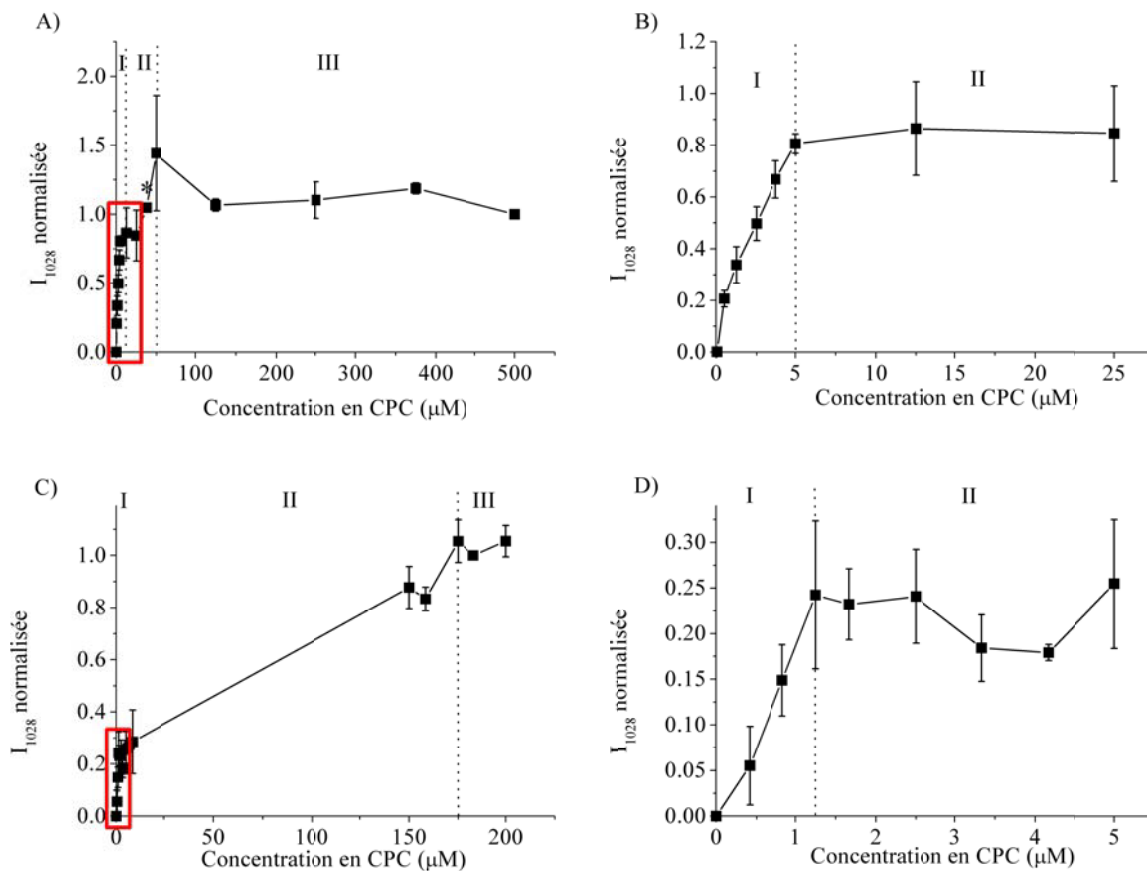 A)
I II III
I₁₀₂₈ normalisée
2.0
1.5
1.0
0.5
0.0
*
0 100 200 300 400 500
Concentration en CPC (μM)
B)
I II
I₁₀₂₈ normalisée
1.2
1.0
0.8
0.6
0.4
0.2
0.0
0 5 10 15 20 25
Concentration en CPC (μM)
C)
I II III
I₁₀₂₈ normalisée
1.0
0.8
0.6
0.4
0.2
0.0
0 50 100 150 200
Concentration en CPC (μM)
D)
I II
I₁₀₂₈ normalisée
0.30
0.25
0.20
0.15
0.10
0.05
0.00
0 1 2 3 4 5
Concentration en CPC (μM)